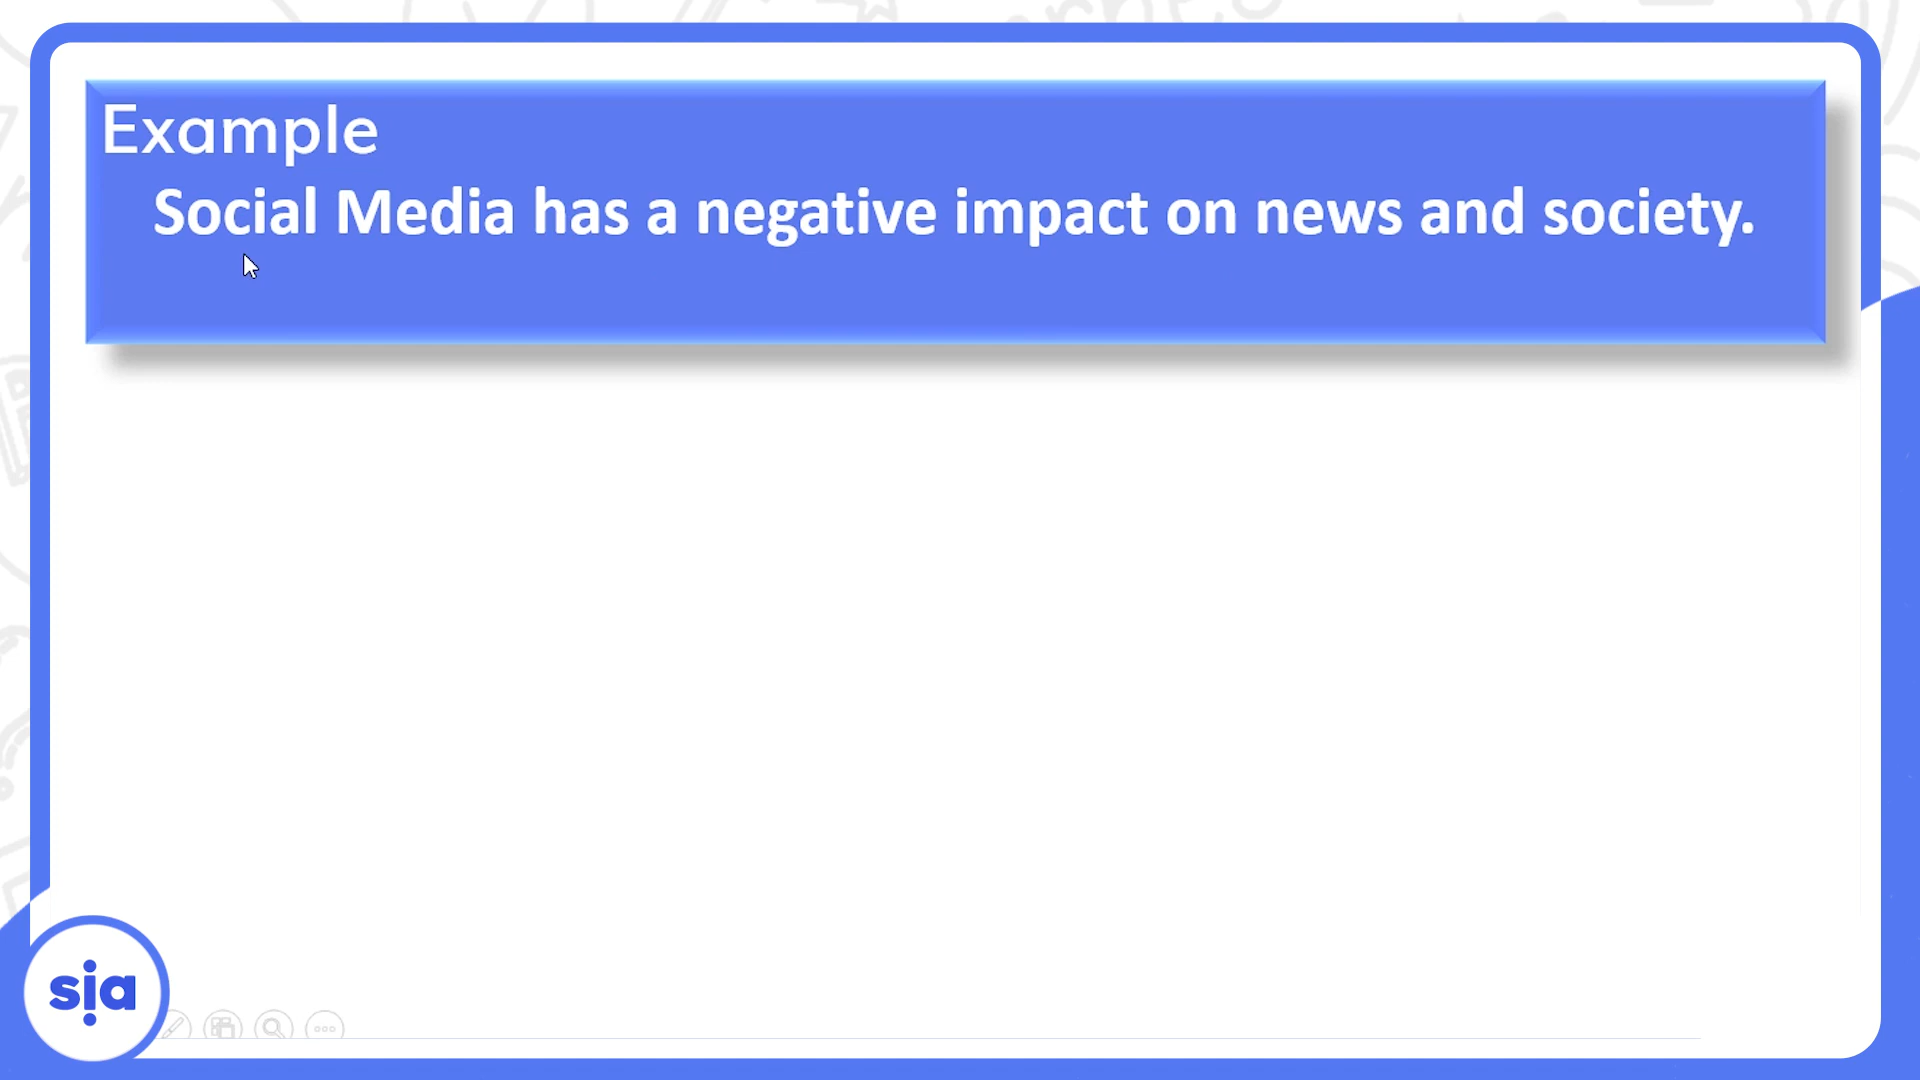 Example
Social Media has a negative impact on news and society.
sia